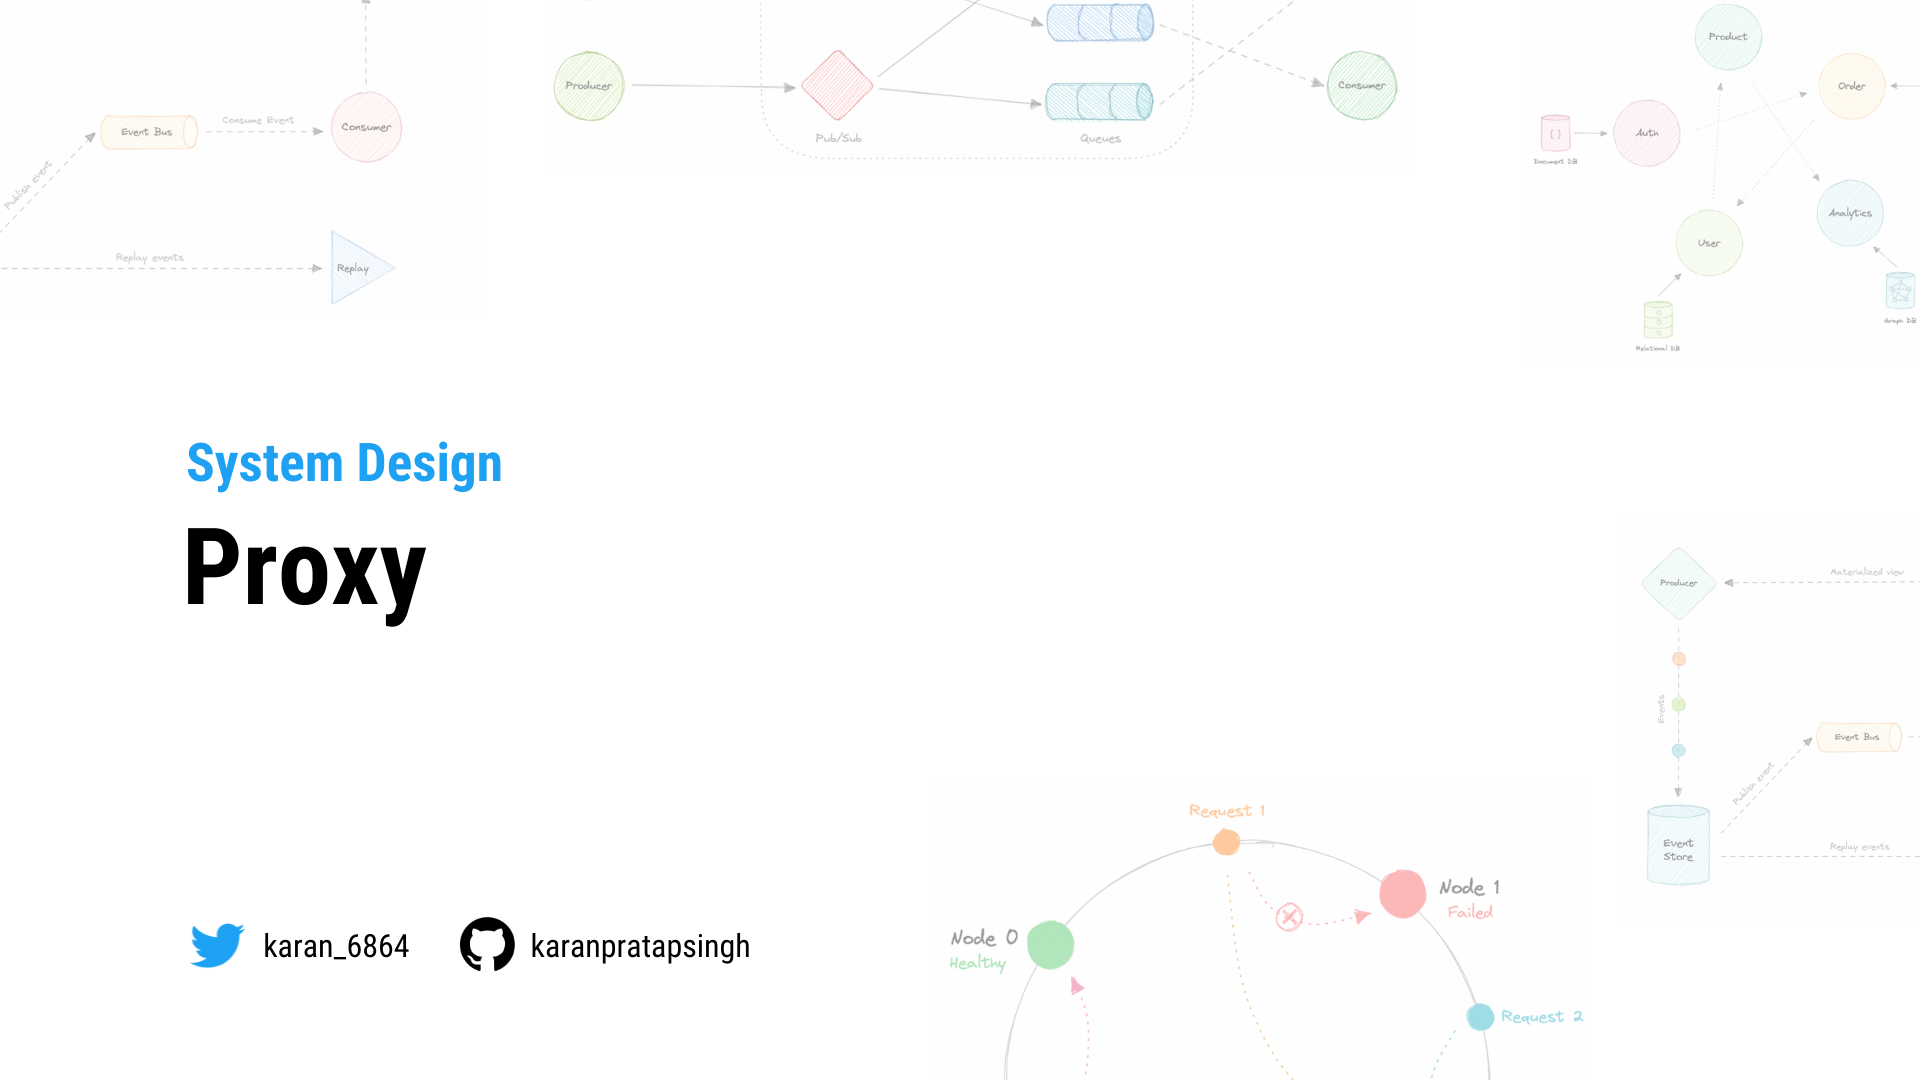 Producer
Pub/Sub
Queues
Consumer
Event Bus
Consume Event
Consumer
Publish event
Replay events
Replay
Product
Order
Auth
Document DB
User
Analytics
Relational DB
Graph DB
System Design
Proxy
karan_6864
karanpratapsingh
Producer
Materialized view
Events
Event Bus
Publish event
Event
Store
Replay events
Request 1
Node 1
Failed
Node 0
Healthy
Request 2